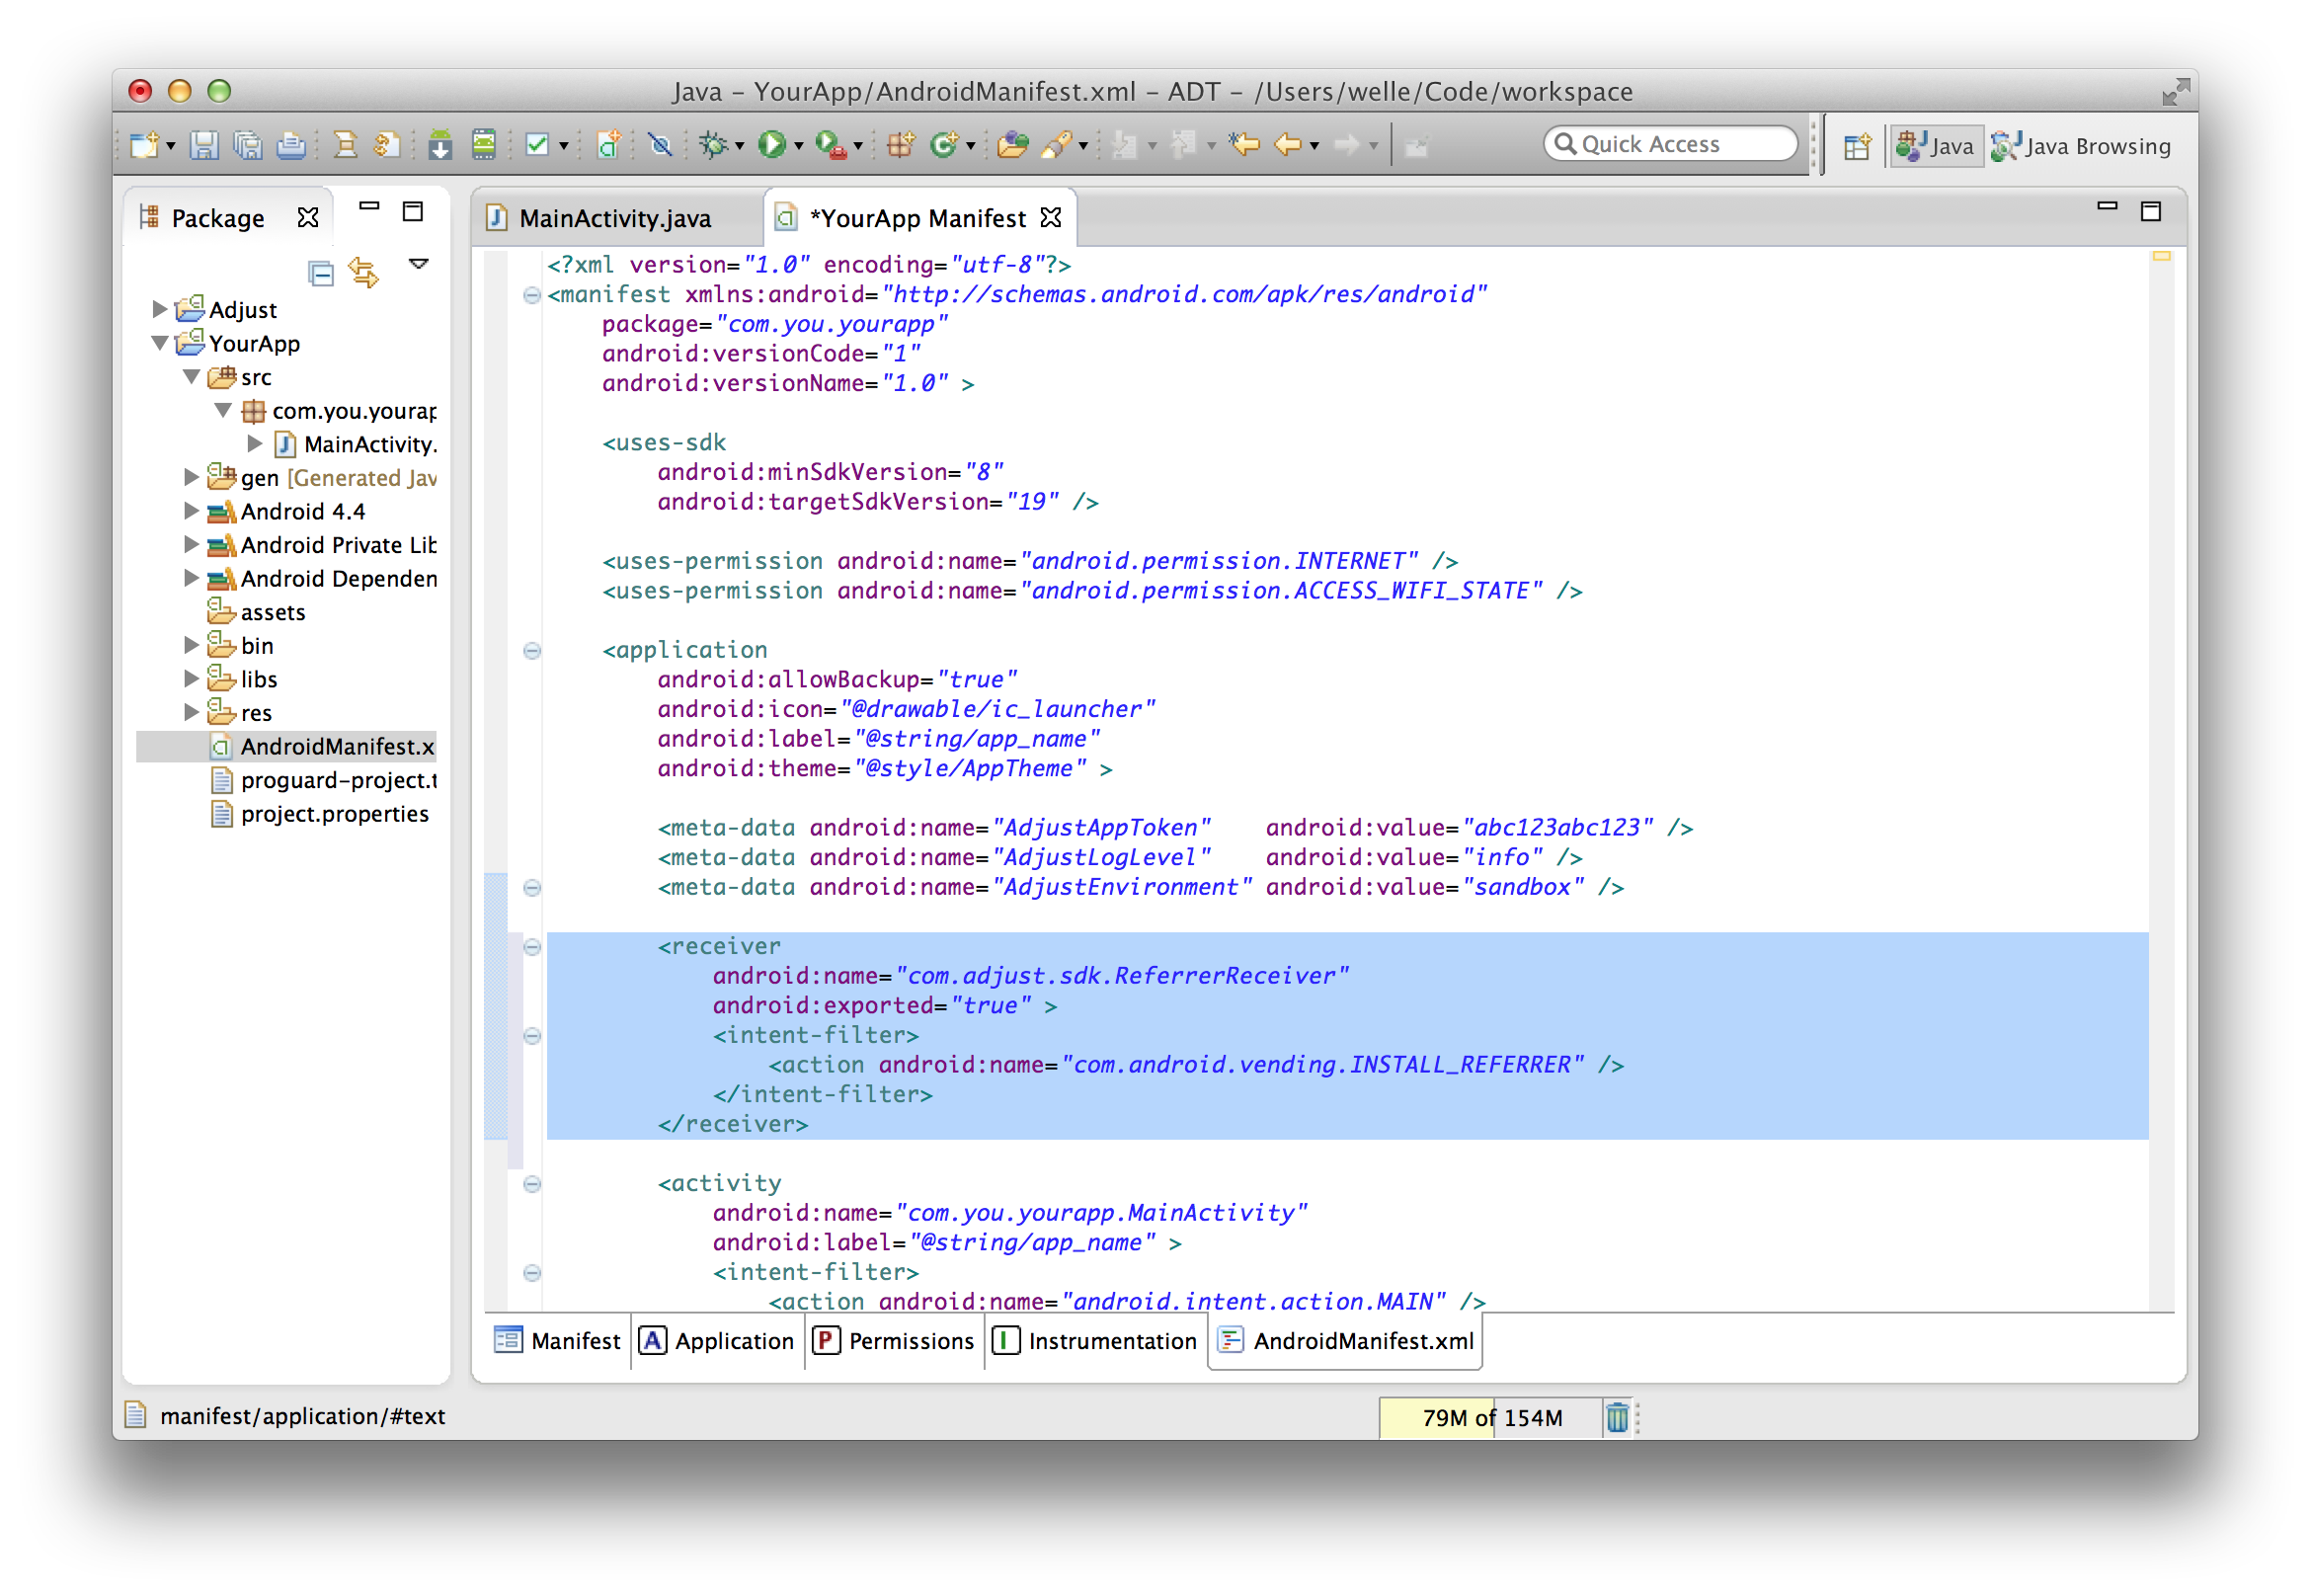 Java – YourApp/AndroidManifest.xml – ADT – /Users/welle/Code/workspace
Quick Access
Java
Java Browsing
Package
MainActivity.java
*YourApp Manifest
Adjust
YourApp
src
com.you.yourap
MainActivity.
gen [Generated Jav
Android 4.4
Android Private Lib
Android Dependen
assets
bin
libs
res
AndroidManifest.x
proguard-project.t
project.properties
<?xml version="1.0" encoding="utf-8"?>
<manifest xmlns:android="http://schemas.android.com/apk/res/android"
    package="com.you.yourapp"
    android:versionCode="1"
    android:versionName="1.0" >
    <uses-sdk
        android:minSdkVersion="8"
        android:targetSdkVersion="19" />
    <uses-permission android:name="android.permission.INTERNET" />
    <uses-permission android:name="android.permission.ACCESS_WIFI_STATE" />
    <application
        android:allowBackup="true"
        android:icon="@drawable/ic_launcher"
        android:label="@string/app_name"
        android:theme="@style/AppTheme" >
        <meta-data android:name="AdjustAppToken"    android:value="abc123abc123" />
        <meta-data android:name="AdjustLogLevel"    android:value="info" />
        <meta-data android:name="AdjustEnvironment" android:value="sandbox" />
        <receiver
            android:name="com.adjust.sdk.ReferrerReceiver"
            android:exported="true" >
            <intent-filter>
                <action android:name="com.android.vending.INSTALL_REFERRER" />
            </intent-filter>
        </receiver>
        <activity
            android:name="com.you.yourapp.MainActivity"
            android:label="@string/app_name" >
            <intent-filter>
                <action android:name="android.intent.action.MAIN" />
Manifest
Application
Permissions
Instrumentation
AndroidManifest.xml
manifest/application/#text
79M of 154M